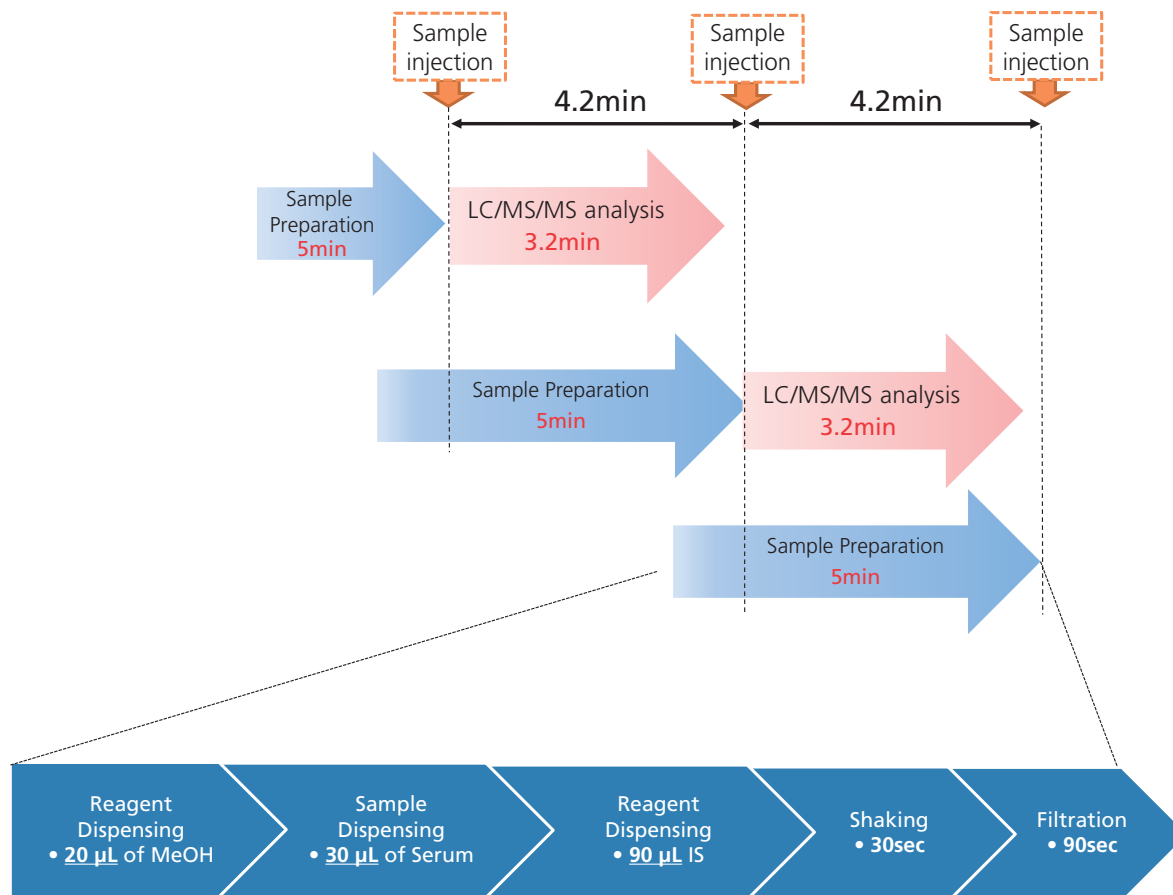 Sample
injection
Sample
injection
Sample
injection
4.2min
4.2min
Sample
Preparation
5min
LC/MS/MS analysis
3.2min
Sample Preparation
5min
LC/MS/MS analysis
3.2min
Sample Preparation
5min
Reagent
Dispensing
• 20 µL of MeOH
Sample
Dispensing
• 30 µL of Serum
Reagent
Dispensing
• 90 µL IS
Shaking
• 30sec
Filtration
• 90sec